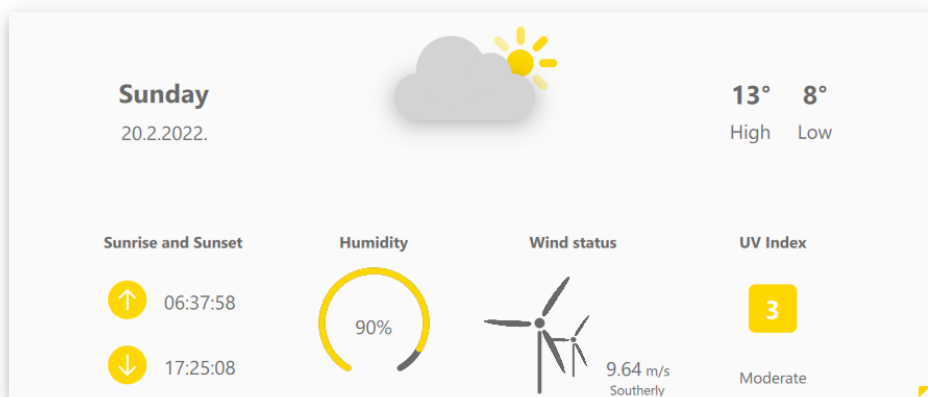 Sunday
20.2.2022.
13° 8°
High Low
Sunrise and Sunset
06:37:58
17:25:08
Humidity
90%
Wind status
9.64 m/s
Southerly
UV Index
3
Moderate